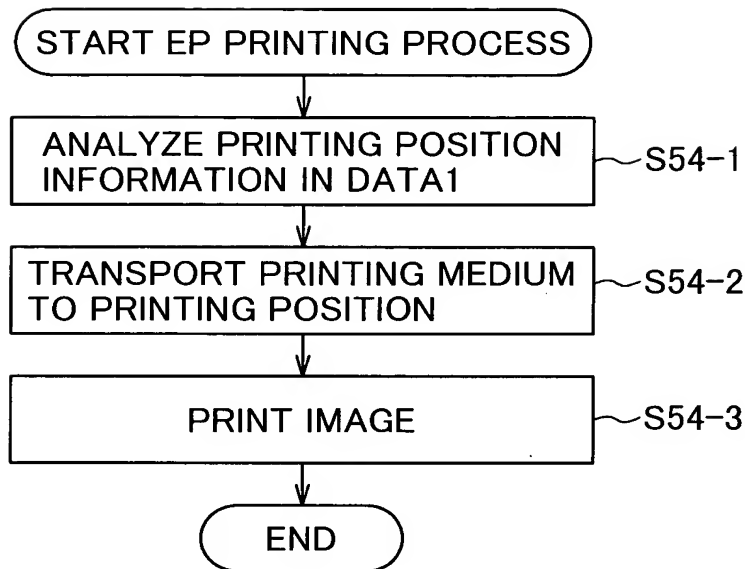 START EP PRINTING PROCESS
ANALYZE PRINTING POSITION
INFORMATION IN DATA1
S54-1
TRANSPORT PRINTING MEDIUM
TO PRINTING POSITION
S54-2
PRINT IMAGE
S54-3
END